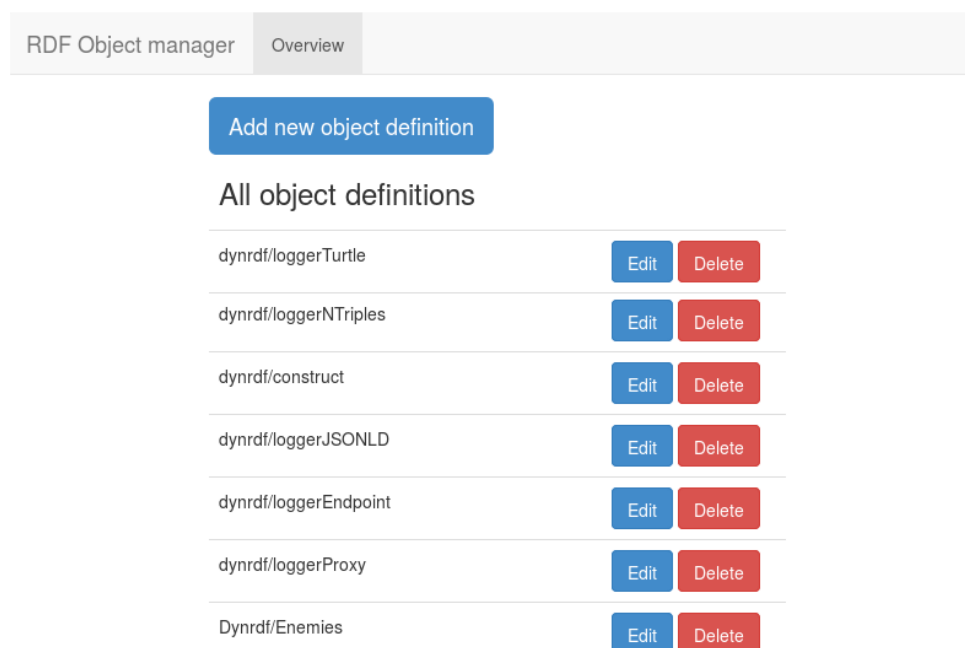 RDF Object manager Overview
Add new object definition
All object definitions
dynrdf/loggerTurtle Edit Delete
dynrdf/loggerNTriples Edit Delete
dynrdf/construct Edit Delete
dynrdf/loggerJSONLD Edit Delete
dynrdf/loggerEndpoint Edit Delete
dynrdf/loggerProxy Edit Delete
Dynrdf/Enemies Edit Delete